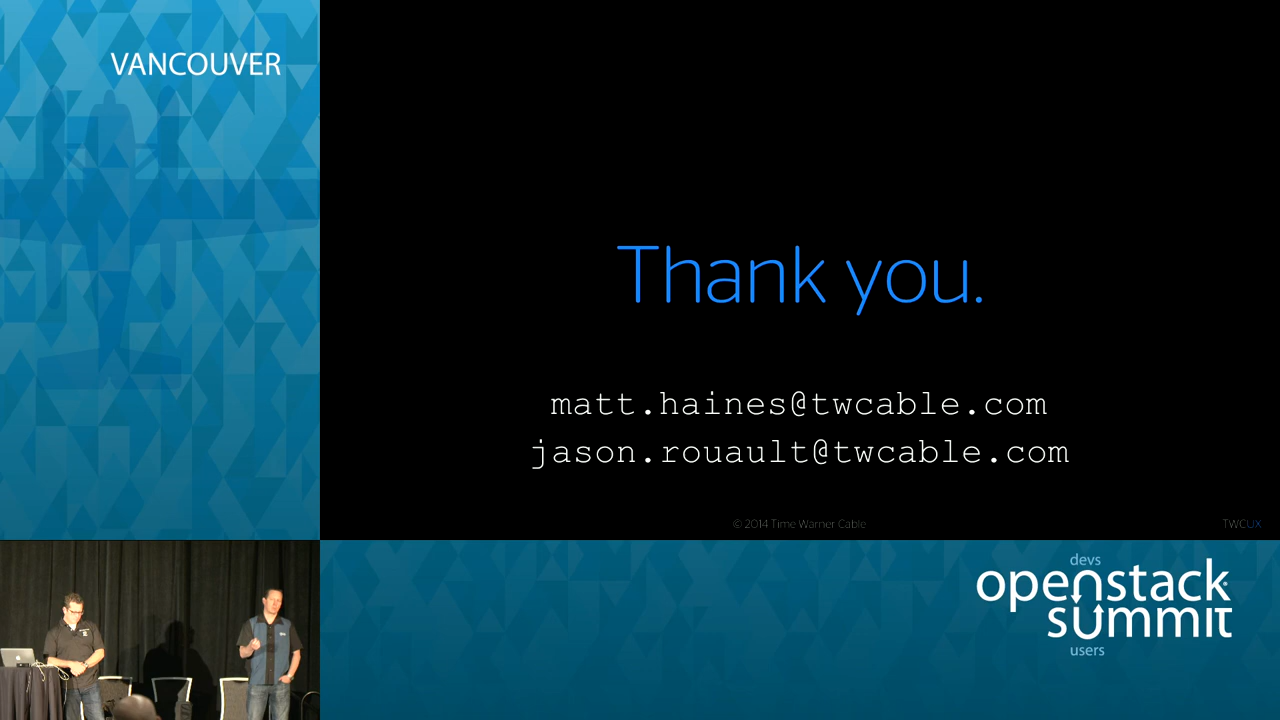 VANCOUVER
Thank you.
matt.haines@twcable.com
jason.rouault@twcable.com
© 2014 Time Warner Cable
TWCUX
devs
openstack
summit
users